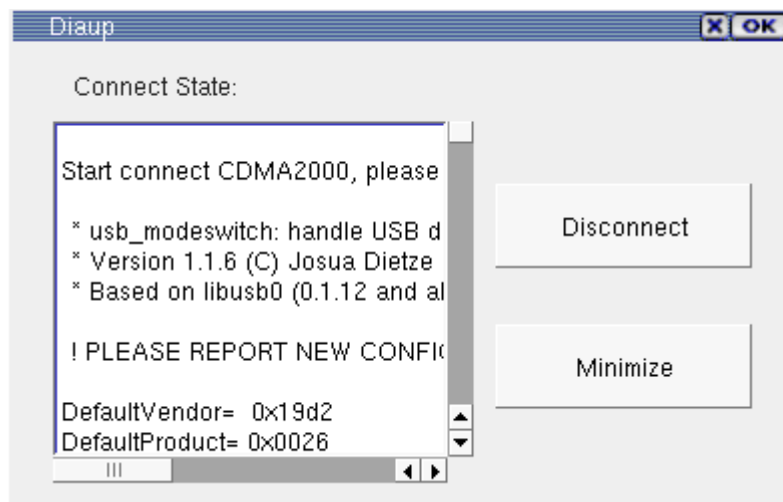 Diaup
X OK
Connect State:
Start connect CDMA2000, please
* usb_modeswitch: handle USB d
* Version 1.1.6 (C) Josua Dietze
* Based on libusb0 (0.1.12 and al
! PLEASE REPORT NEW CONFIG
DefaultVendor= 0x19d2
DefaultProduct= 0x0026
Disconnect
Minimize